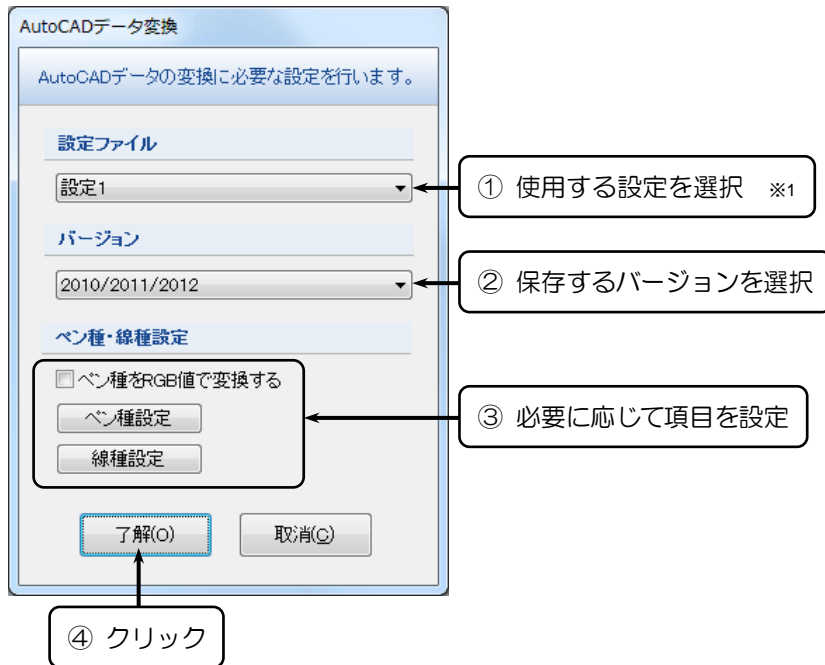 AutoCADデータ変換
AutoCADデータの変換に必要な設定を行います。
設定ファイル
設定1
① 使用する設定を選択 ※1
バージョン
2010/2011/2012
② 保存するバージョンを選択
ペン種・線種設定
ペン種をRGB値で変換する
ペン種設定
③ 必要に応じて項目を設定
線種設定
了解(O)
取消(C)
④ クリック